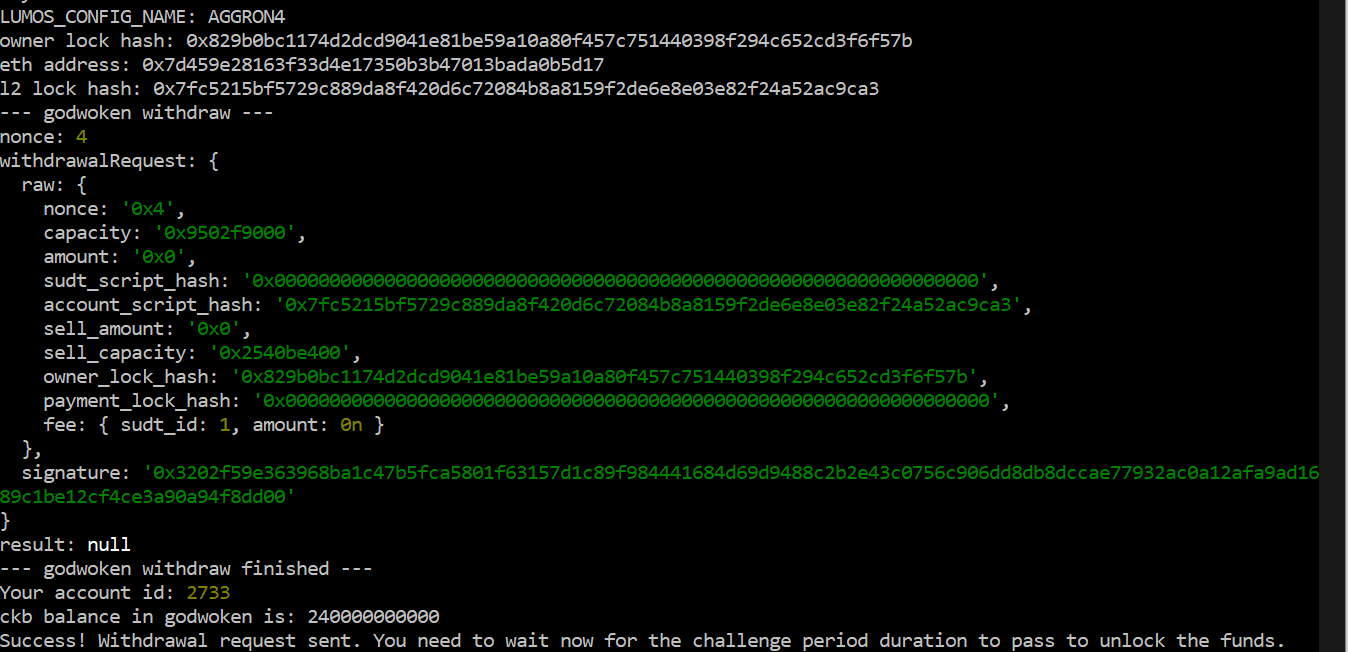 LUMOS_CONFIG_NAME: AGGRON4
owner lock hash: 0x829b0bc1174d2dcd9041e81be59a10a80f457c751440398f294c652cd3f6f57b
eth address: 0x7d459e28163f33d4e17350b3b47013bada0b5d17
l2 lock hash: 0x7fc5215bf5729c889da8f420d6c72084b8a8159f2de6e8e03e82f24a52ac9ca3
--- godwoken withdraw ---
nonce: 4
withdrawalRequest: {
  raw: {
    nonce: '0x4',
    capacity: '0x9502f9000',
    amount: '0x0',
    sudt_script_hash: '0x0000000000000000000000000000000000000000000000000000000000000000',
    account_script_hash: '0x7fc5215bf5729c889da8f420d6c72084b8a8159f2de6e8e03e82f24a52ac9ca3',
    sell_amount: '0x0',
    sell_capacity: '0x2540be400',
    owner_lock_hash: '0x829b0bc1174d2dcd9041e81be59a10a80f457c751440398f294c652cd3f6f57b',
    payment_lock_hash: '0x0000000000000000000000000000000000000000000000000000000000000000',
    fee: { sudt_id: 1, amount: 0n }
  },
  signature: '0x3202f59e363968ba1c47b5fca5801f63157d1c89f984441684d69d9488c2b2e43c0756c906dd8db8dccae77932ac0a12afa9ad16
89c1be12cf4ce3a90a94f8dd00'
}
result: null
--- godwoken withdraw finished ---
Your account id: 2733
ckb balance in godwoken is: 240000000000
Success! Withdrawal request sent. You need to wait now for the challenge period duration to pass to unlock the funds.